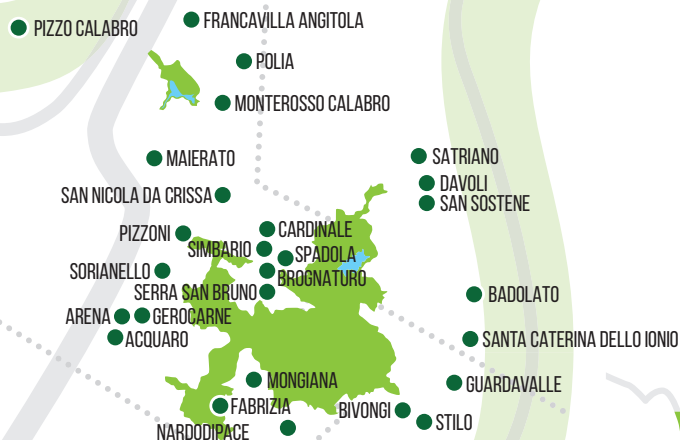 PIZZO CALABRO
FRANCAVILLA ANGITOLA
POLIA
MONTEROSSO CALABRO
MAIERATO
SATRIANO
DAVOLI
SAN NICOLA DA CRISSA
SAN SOSTENE
PIZZONI
CARDINALE
SIMBARIO
SPADOLA
SORIANELLO
BROGNATURO
SERRA SAN BRUNO
BADOLATO
ARENA
GEROCARNE
ACQUARO
SANTA CATERINA DELLO IONIO
MONGIANA
GUARDAVALLE
FABRIZIA
BIVONGI
STILO
NARDODIPACE